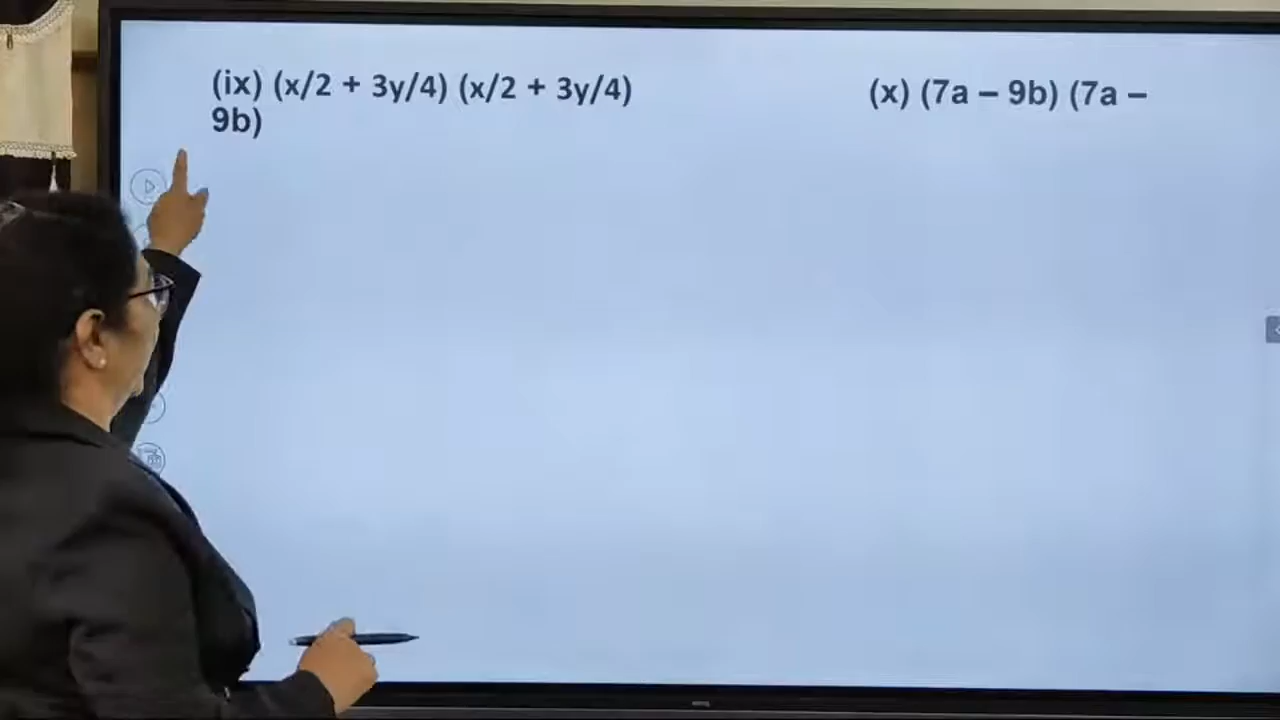 (ix) (x/2 + 3y/4) (x/2 + 3y/4) (x) (7a – 9b) (7a –
9b)